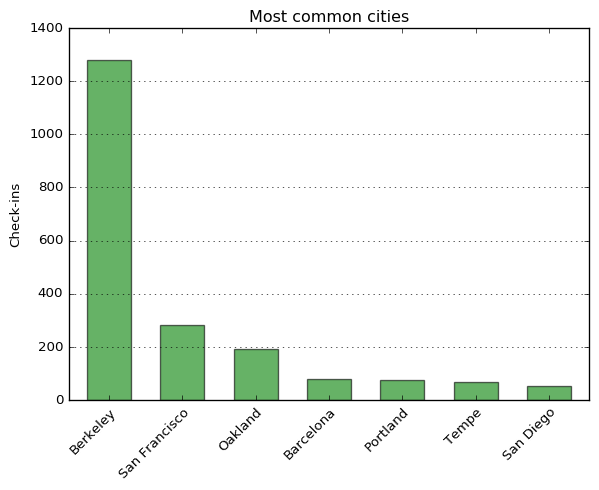 Most common cities
1400
1200
1000
800
600
400
200
0
Check-ins
Berkeley
San Francisco
Oakland
Barcelona
Portland
Tempe
San Diego